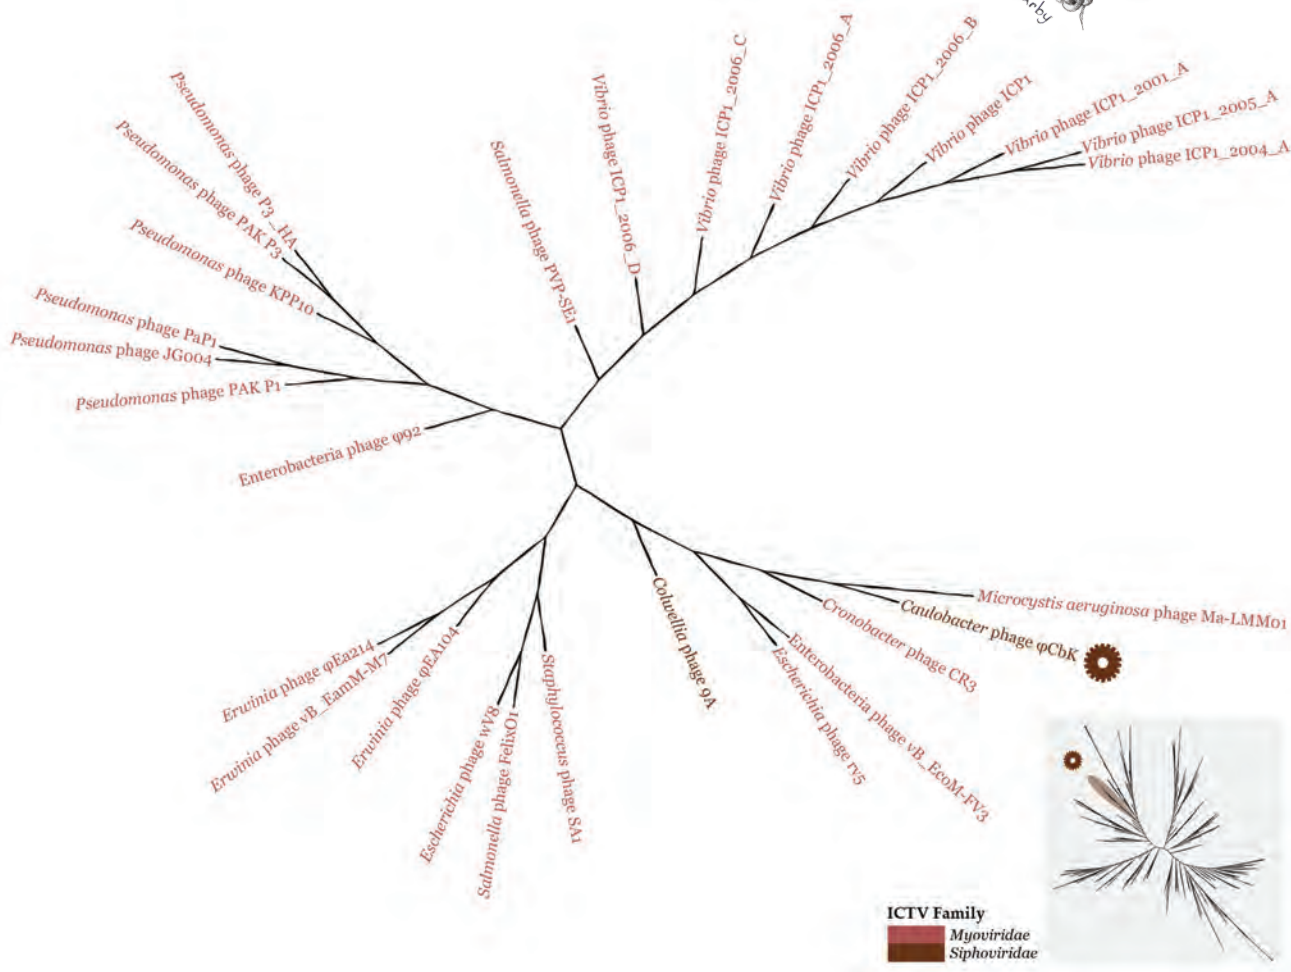 Pseudomonas phage P3_HA
Pseudomonas phage PAK P3
Pseudomonas phage KPP10
Pseudomonas phage PaP1
Pseudomonas phage JG004
Pseudomonas phage PAK P1
Enterobacteria phage φ92
Salmonella phage PVP-SE1
Vibrio phage ICP1_2006_D
Vibrio phage ICP1_2006_C
Vibrio phage ICP1_2006_A
Vibrio phage ICP1_2006_B
Vibrio phage ICP1
Vibrio phage ICP1_2001_A
Vibrio phage ICP1_2005_A
Vibrio phage ICP1_2004_A
Microcystis aeruginosa phage Ma-LMM01
Caulobacter phage φCbK
Cronobacter phage CR3
Enterobacteria phage vB_EcoM-FV3
Escherichia phage rv5
Colwellia phage 9A
Staphylococcus phage SA1
Salmonella phage FelixO1
Escherichia phage wV8
Erwinia phage φEA104
Erwinia phage vB_EamM-M7
Erwinia phage φEa214
ICTV Family
Myoviridae
Siphoviridae